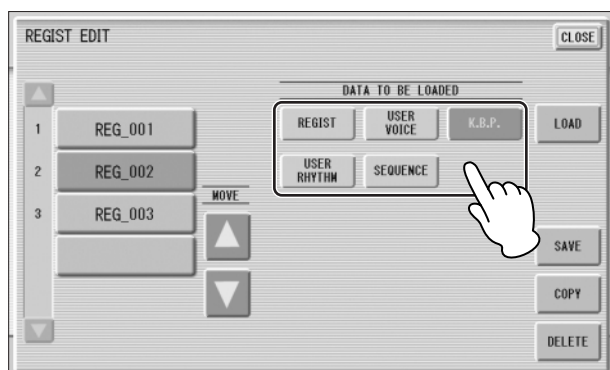 REGIST EDIT
CLOSE
DATA TO BE LOADED
REGIST
USER
VOICE
K.B.P.
LOAD
1 REG_001
2 REG_002
3 REG_003
USER
RHYTHM
SEQUENCE
MOVE
SAVE
COPY
DELETE